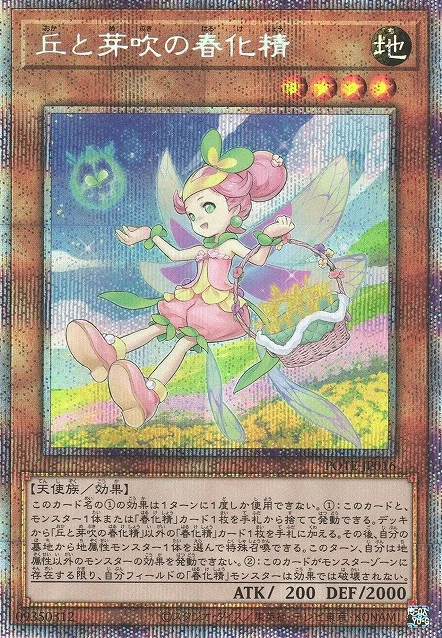 丘と芽吹の春化精
地
POTE-JP016
【天使族/効果】
このカード名の①の効果は1ターンに1度しか使用できない。①:このカードと、
モンスター1体または「春化精」カード1枚を手札から捨てて発動できる。デッキ
から「丘と芽吹の春化精」以外の「春化精」カード1枚を手札に加える。その後、自分の
墓地から地属性モンスター1体を選んで特殊召喚できる。このターン、自分は地
属性以外のモンスターの効果を発動できない。②:このカードがモンスターゾーンに
存在する限り、自分フィールドの「春化精」モンスターは効果では破壊されない。
ATK/ 200 DEF/2000